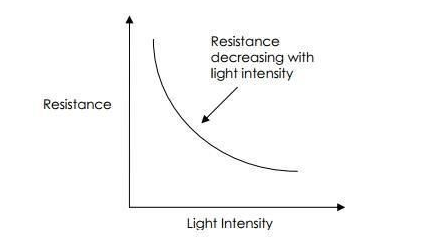 Resistance
decreasing with
light intensity
Resistance
Light Intensity